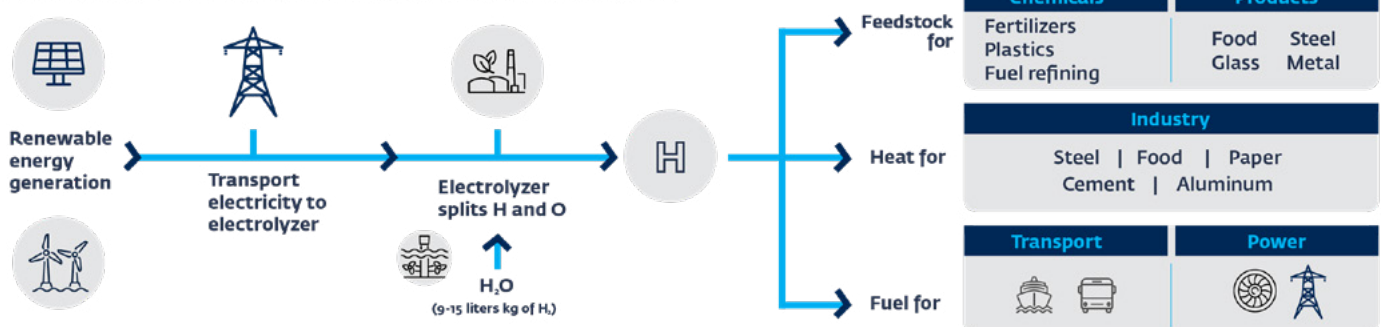 Chemicals
Products
Feedstock
for
Fertilizers
Plastics
Fuel refining
Food Steel
Glass Metal
Renewable
energy
generation
Transport
electricity to
electrolyzer
Electrolyzer
splits H and O
H₂O
(9-15 liters kg of H₂)
H
Heat for
Industry
Steel | Food | Paper
Cement | Aluminum
Fuel for
Transport
Power